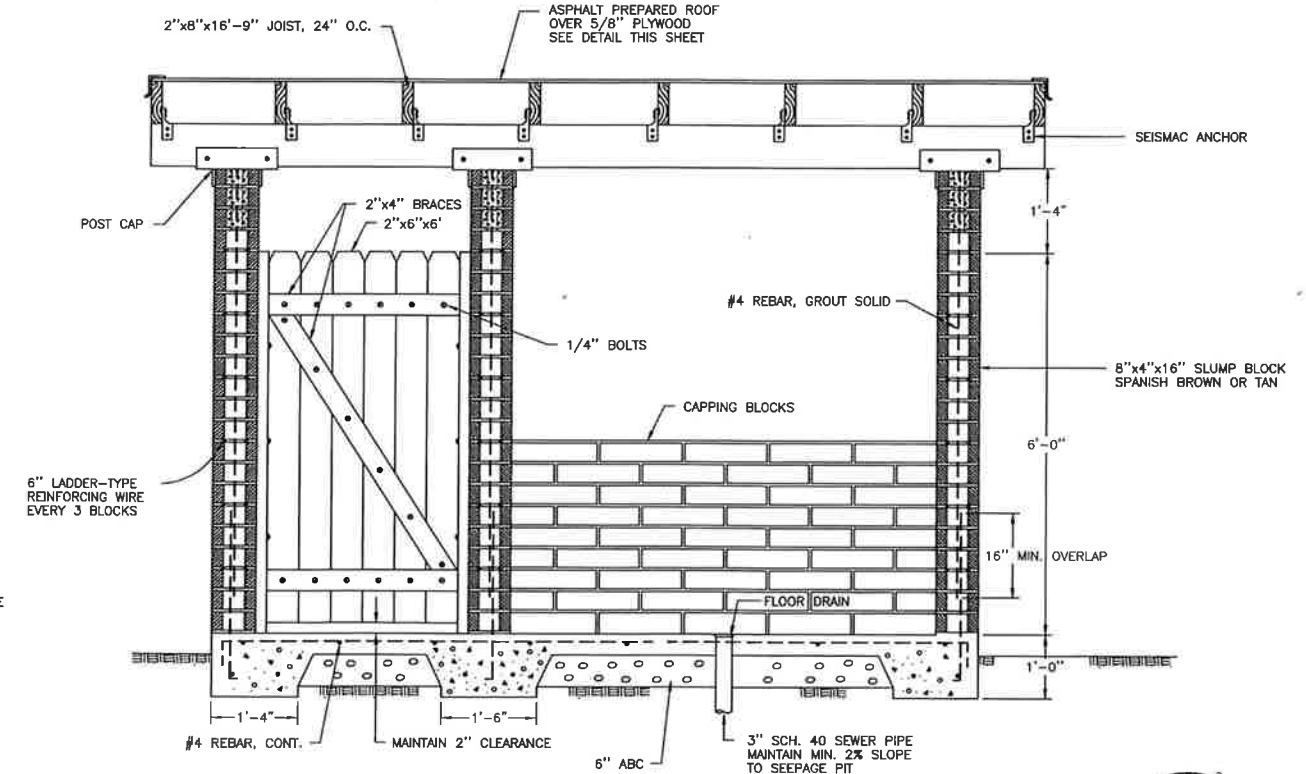 2"x8"x16'-9" JOIST, 24" O.C.
ASPHALT PREPARED ROOF
OVER 5/8" PLYWOOD
SEE DETAIL THIS SHEET
SEISMAC ANCHOR
POST CAP
2"x4" BRACES
2"x6"x6'
1'-4"
#4 REBAR, GROUT SOLID
1/4" BOLTS
8"x4"x16" SLUMP BLOCK
SPANISH BROWN OR TAN
CAPPING BLOCKS
6'-0"
6" LADDER-TYPE
REINFORCING WIRE
EVERY 3 BLOCKS
16" MIN. OVERLAP
E
FLOOR DRAIN
1'-0"
1'-4"
1'-6"
#4 REBAR, CONT.
MAINTAIN 2" CLEARANCE
6" ABC
3" SCH. 40 SEWER PIPE
MAINTAIN MIN. 2% SLOPE
TO SEEPAGE PIT